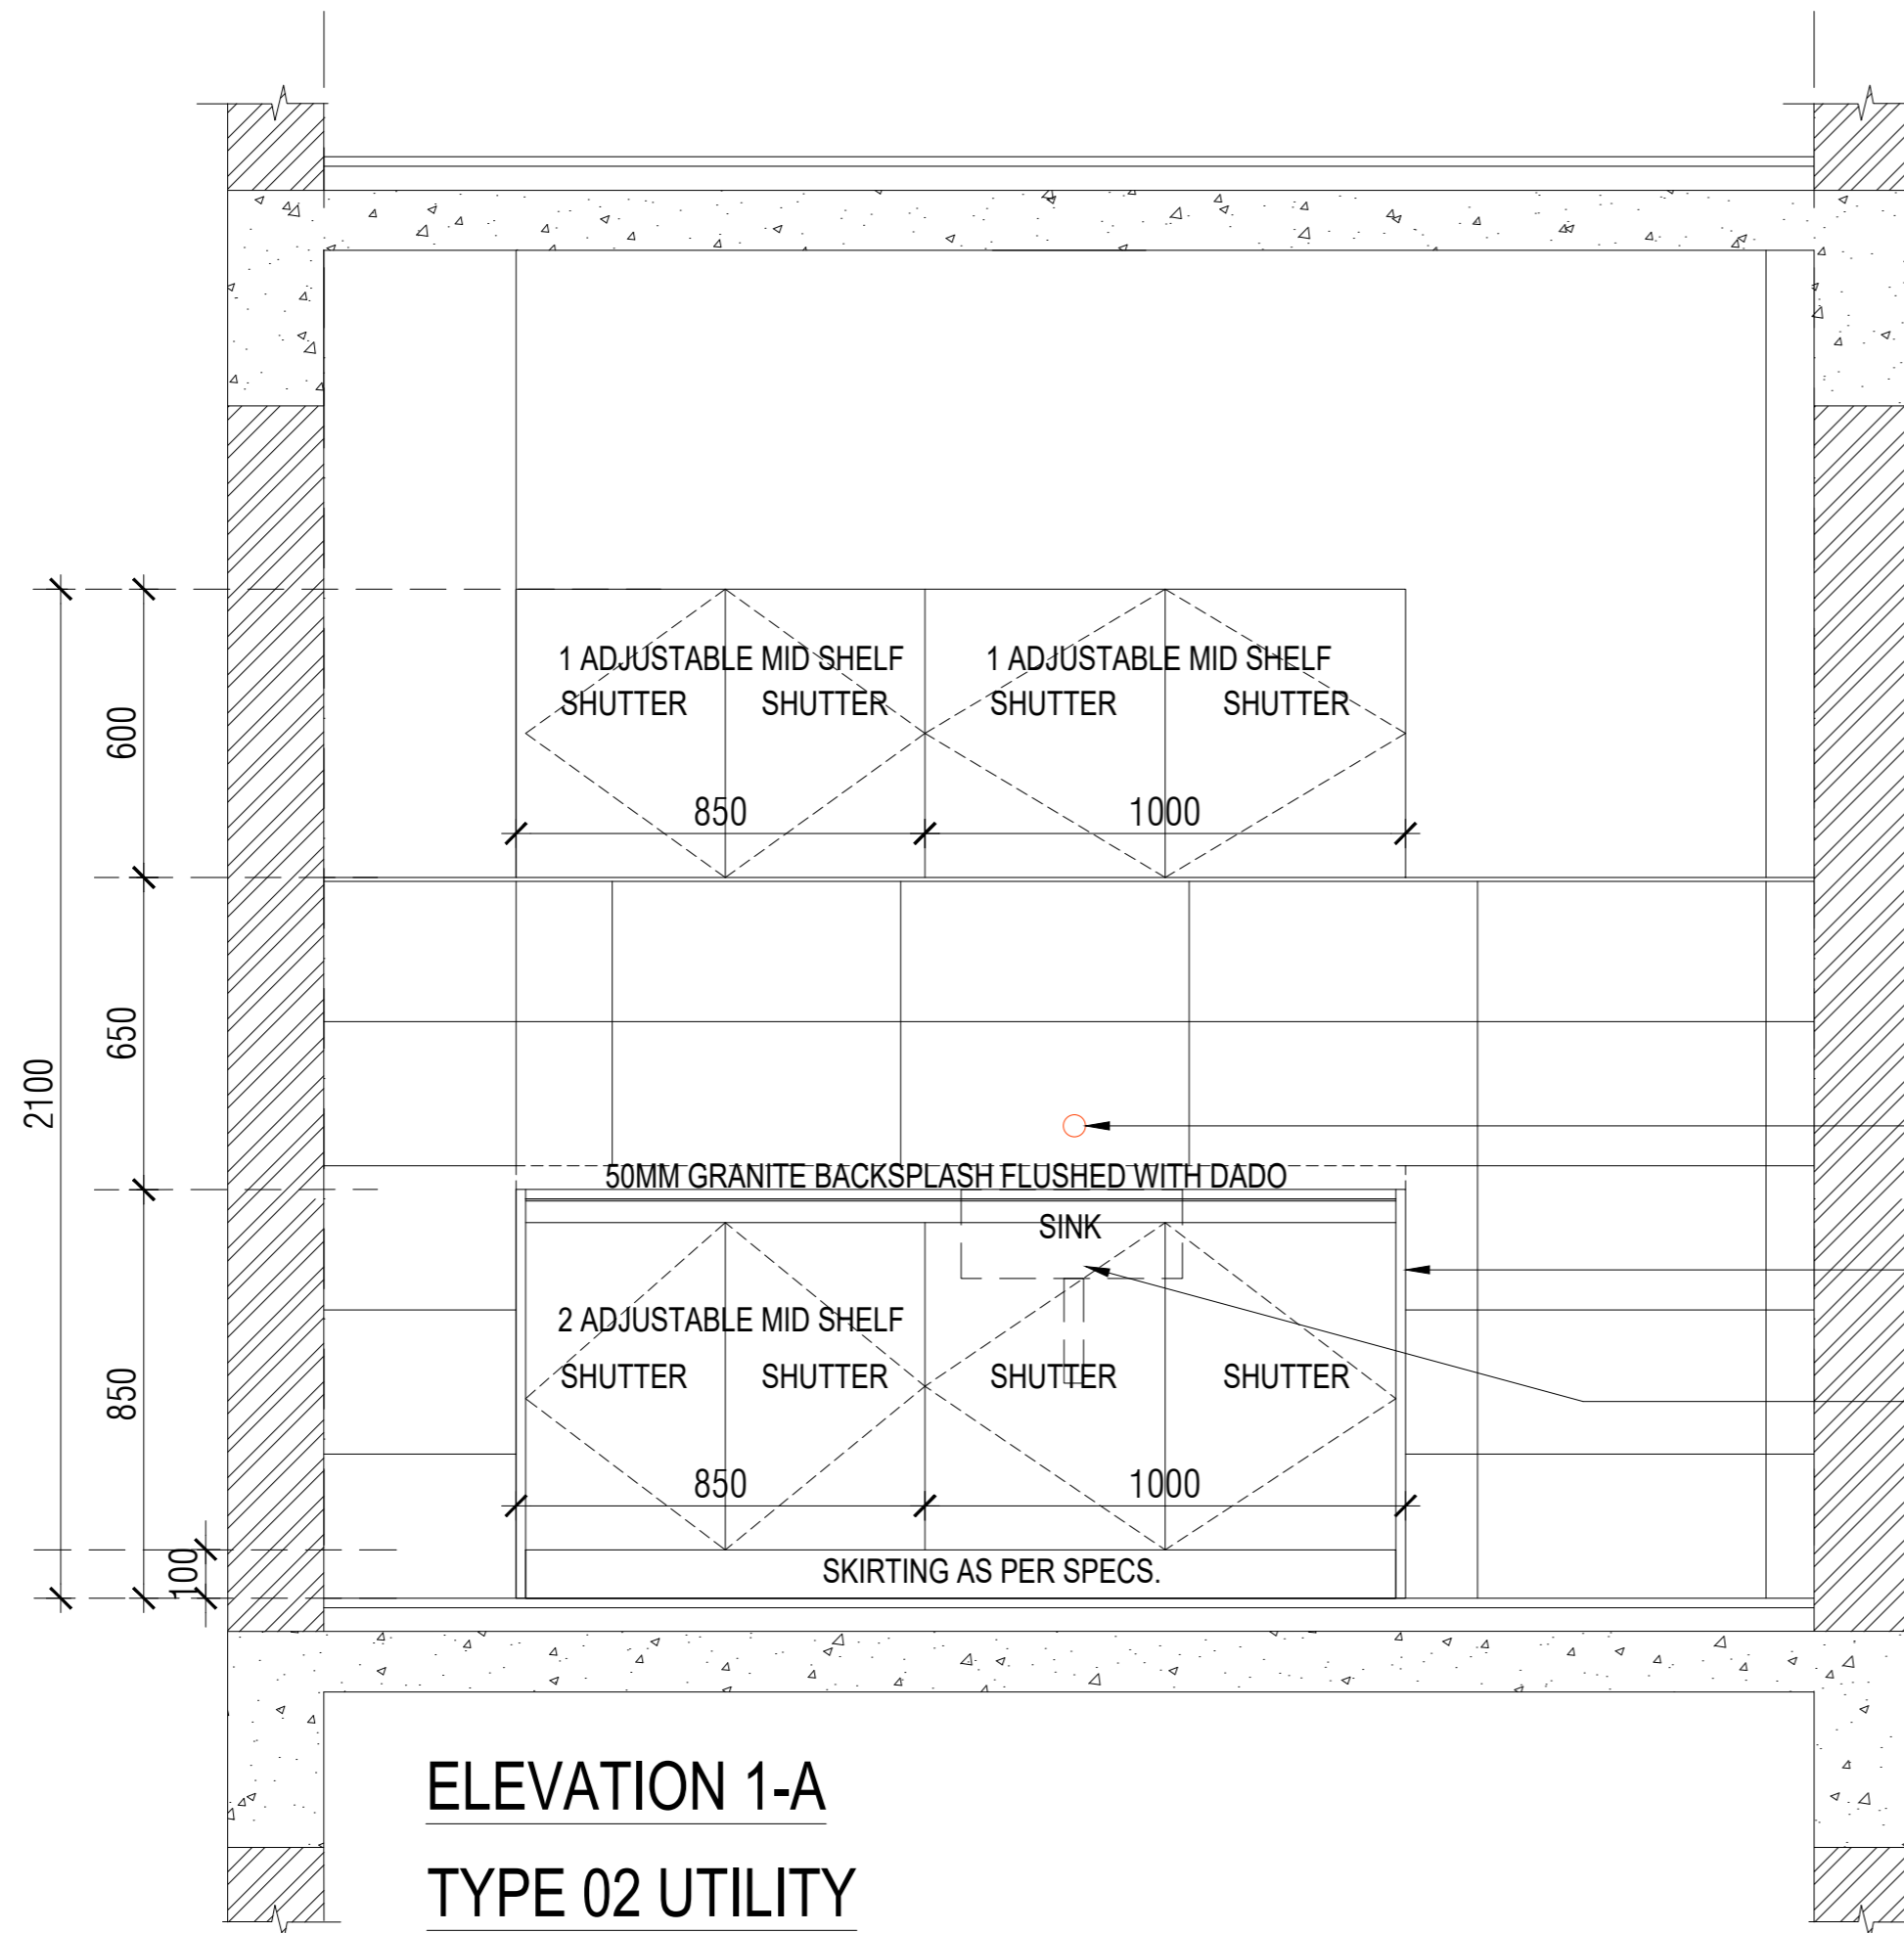 1 ADJUSTABLE MID SHELF
1 ADJUSTABLE MID SHELF
SHUTTER
SHUTTER
SHUTTER
SHUTTER
600
850
1000
650
2100
50MM GRANITE BACKSPLASH FLUSHED WITH DADO
SINK
2 ADJUSTABLE MID SHELF
SHUTTER
SHUTTER
SHUTTER
SHUTTER
850
850
1000
100
SKIRTING AS PER SPECS.
ELEVATION 1-A
TYPE 02 UTILITY